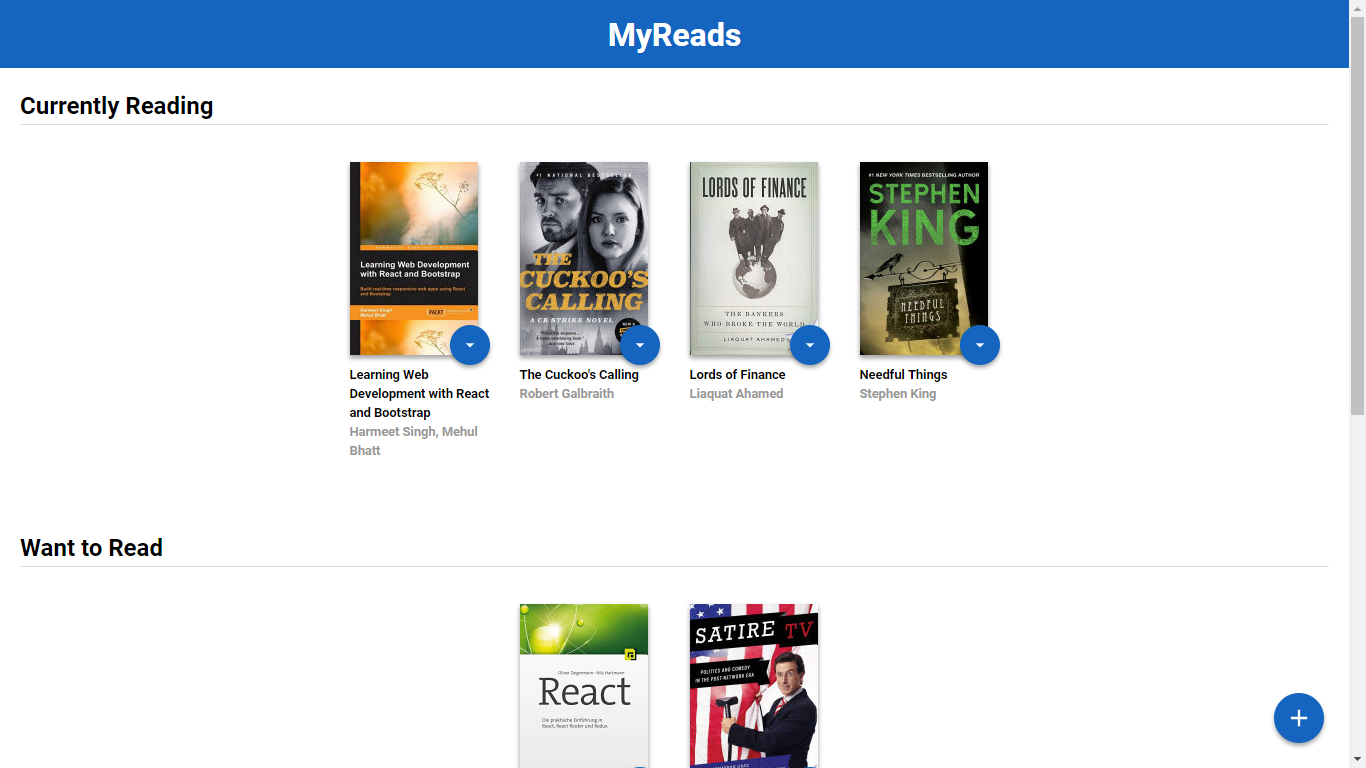 MyReads
Currently Reading
Learning Web Development
with React and Bootstrap
Build real-time responsive web apps using React
and Bootstrap
Harmeet Singh
Mehul Bhatt
PACKT
#1 NATIONAL BESTSELLER
THE
CUCKOO'S
CALLING
A CB STRIKE NOVEL
LORDS OF FINANCE
THE BANKERS
WHO BROKE THE WORLD
LIAQUAT AHAMED
#1 NEW YORK TIMES BESTSELLING AUTHOR
STEPHEN
KING
NEEDFUL
THINGS
Learning Web
Development with React
and Bootstrap
Harmeet Singh, Mehul
Bhatt
The Cuckoo's Calling
Robert Galbraith
Lords of Finance
Liaquat Ahamed
Needful Things
Stephen King
Want to Read
Oliver Zeigermann · Nils Hartmann
React
Die praktische Einführung in
React, React Router und Redux
SATIRE TV
POLITICS AND COMEDY
IN THE POST-NETWORK ERA